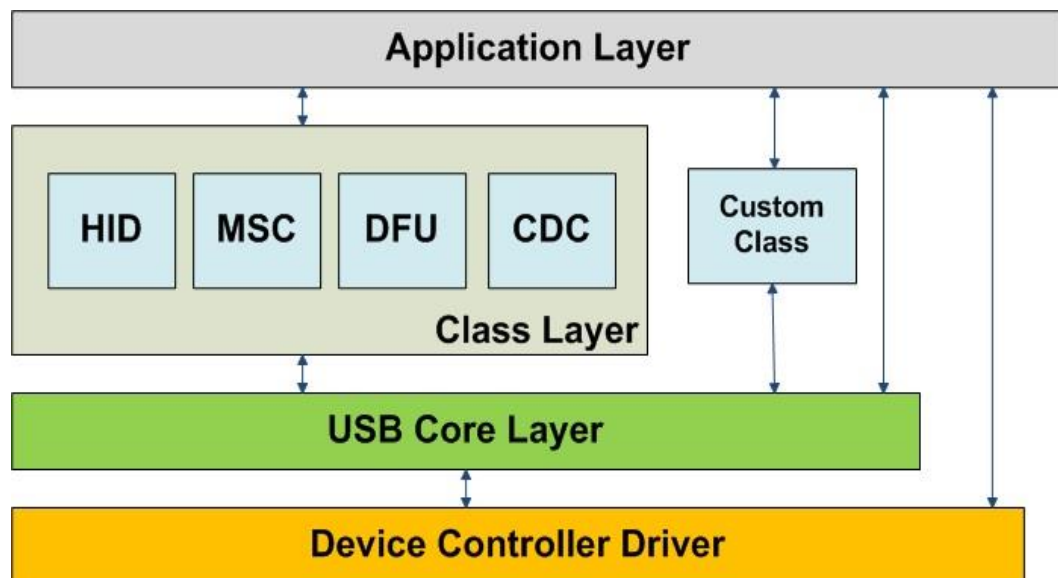 Application Layer
HID MSC DFU CDC
Custom
Class
Class Layer
USB Core Layer
Device Controller Driver